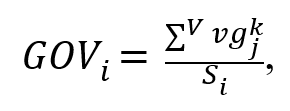 GOV_i = \frac{\sum^{V} vg_j^k}{S_i},